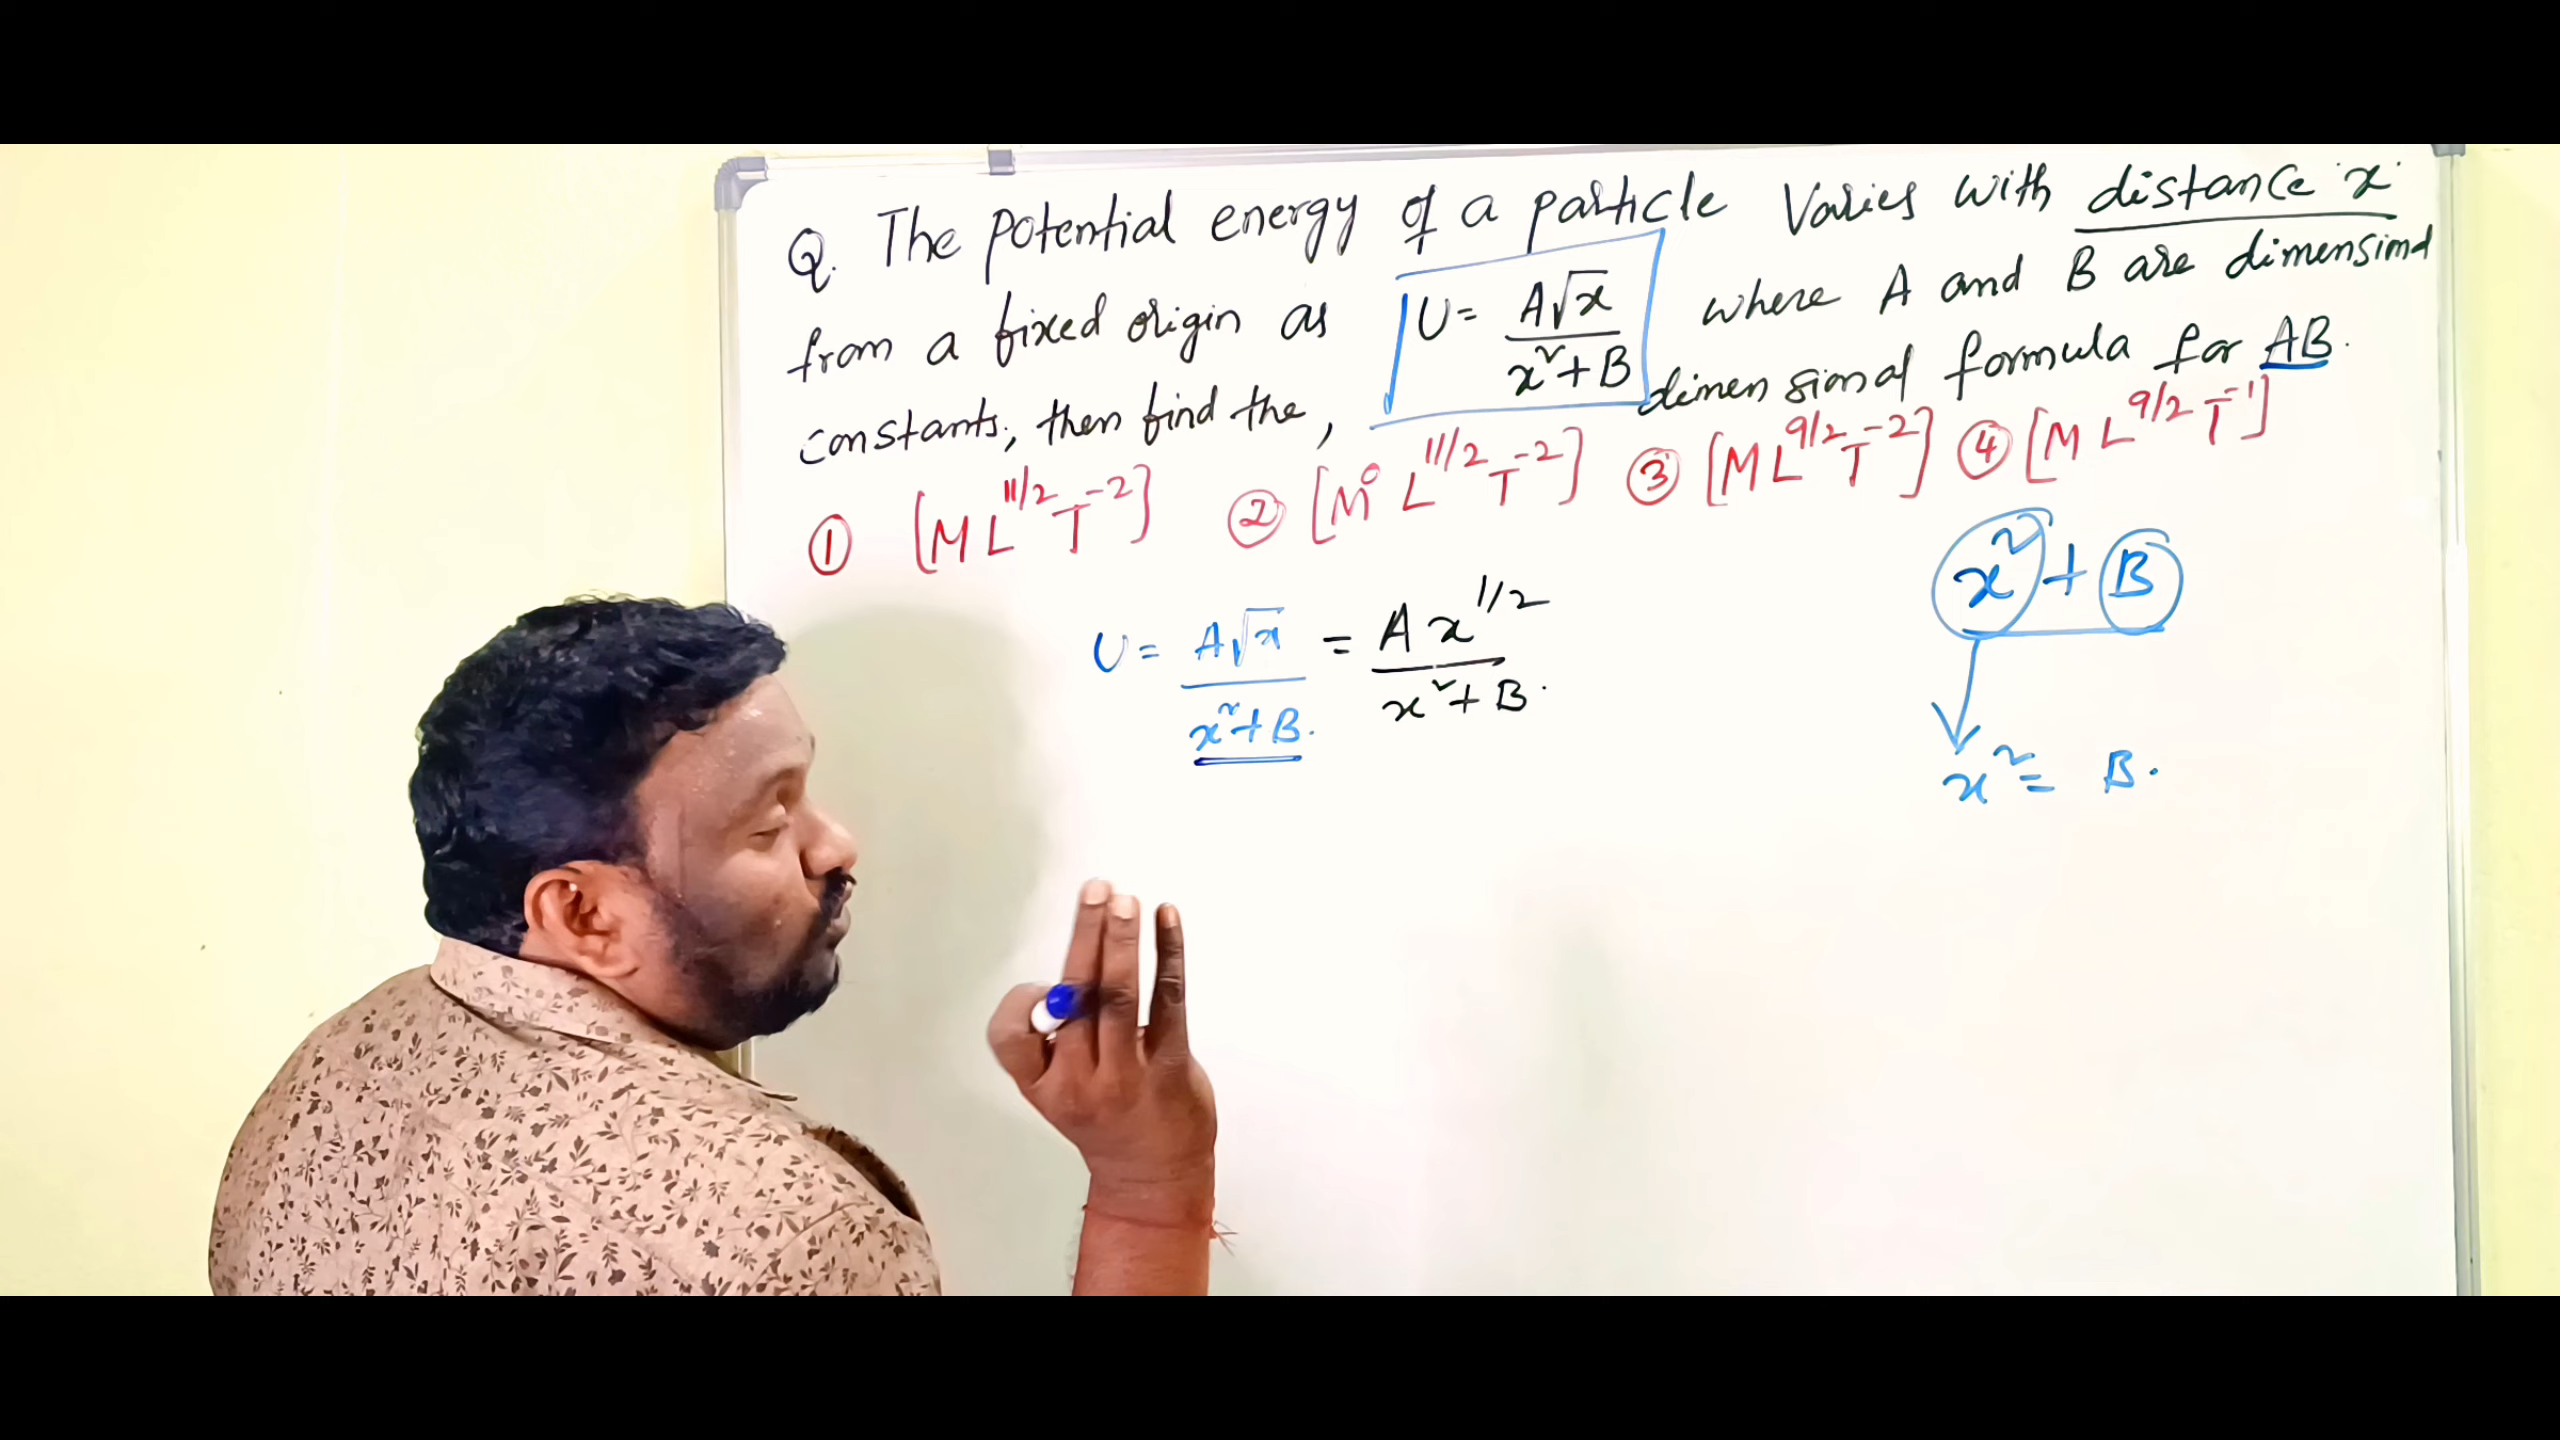 Q. The potential energy of a particle Varies with distance 'x'
from a fixed origin as U = A√x / x²+B where A and B are dimensional
constants, then find the, dimensional formula for AB.
① [M L^11/2 T^-2] ② [M⁰ L^11/2 T^-2] ③ [M L^9/2 T^-2] ④ [M L^9/2 T^-1]
U = A√x / x²+B. = A x^1/2 / x²+B.
x² + B
x² = B.